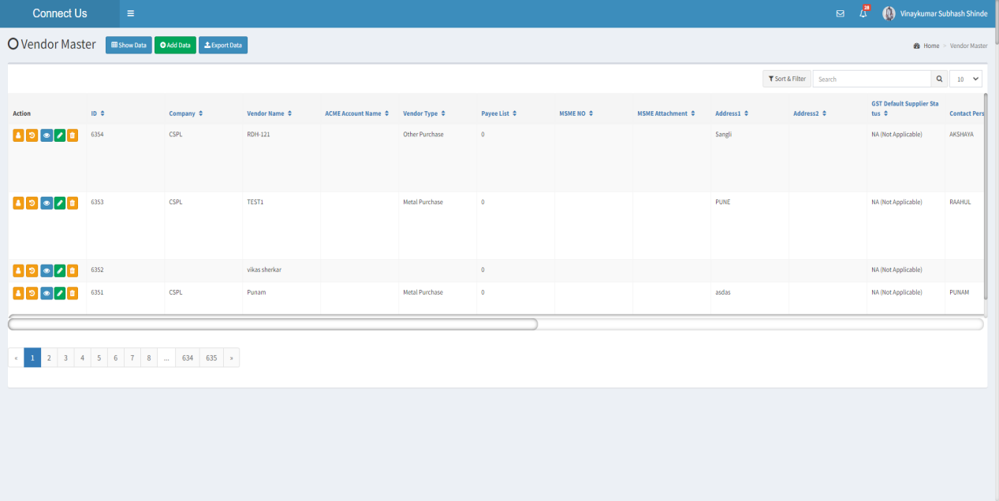 Connect Us
28
Vinaykumar Subhash Shinde
Vendor Master
Show Data
Add Data
Export Data
Home > Vendor Master
Sort & Filter
Search
10
Action ID Company Vendor Name ACME Account Name Vendor Type Payee List MSME NO MSME Attachment Address1 Address2 GST Default Supplier Sta
tus Contact Pers
6354 CSPL RDH-121 Other Purchase 0 Sangli NA (Not Applicable) AKSHAYA
6353 CSPL TEST1 Metal Purchase 0 PUNE NA (Not Applicable) RAAHUL
6352 vikas sherkar 0 NA (Not Applicable)
6351 CSPL Punam Metal Purchase 0 asdas NA (Not Applicable) PUNAM
« 1 2 3 4 5 6 7 8 ... 634 635 »